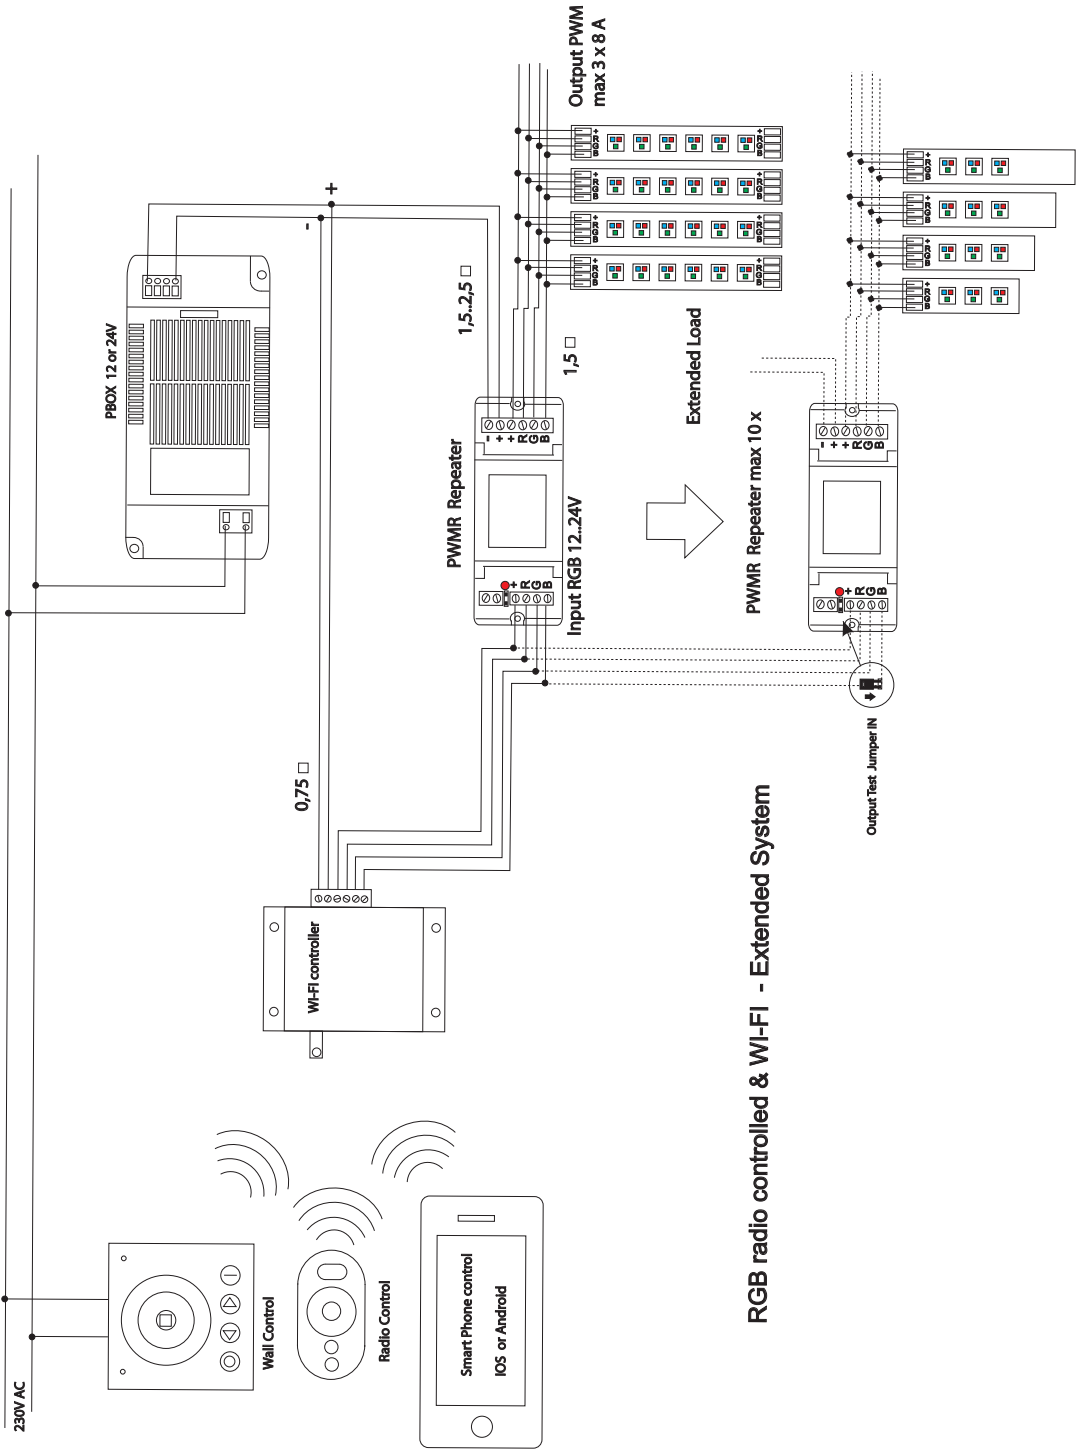 230V AC
Wall Control
Radio Control
Smart Phone control
IOS or Android
WI-FI controller
0,75 □
PBOX 12 or 24V
-
+
1,5..2,5 □
1,5 □
PWMR Repeater
- + + R G B
+ R G B
Input RGB 12..24V
Output PWM
max 3 x 8 A
+ R G B
+ R G B
+ R G B
+ R G B
+ R G B
+ R G B
+ R G B
+ R G B
Extended Load
PWMR Repeater max 10 x
- + + R G B
+ R G B
+ R G B
+ R G B
+ R G B
+ R G B
Output Test Jumper IN
RGB radio controlled & WI-FI - Extended System